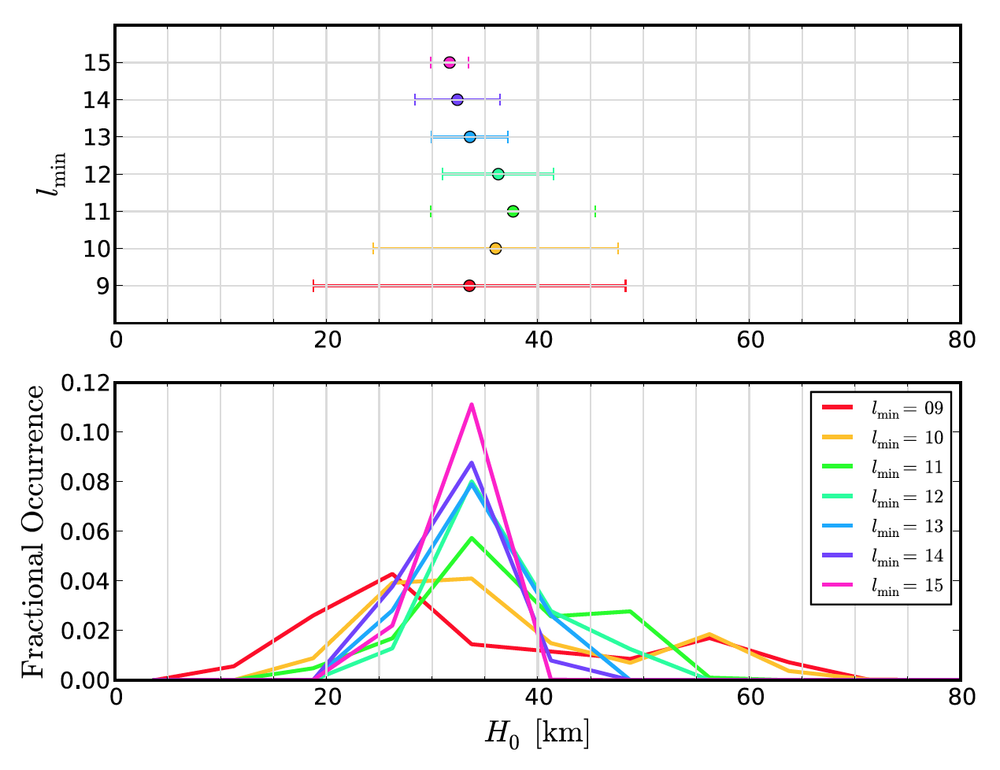 15
14
13
12
11
10
9
l_min
0 20 40 60 80
0.12
0.10
0.08
0.06
0.04
0.02
0.00
Fractional Occurrence
l_min = 09
l_min = 10
l_min = 11
l_min = 12
l_min = 13
l_min = 14
l_min = 15
0 20 40 60 80
H_0 [km]